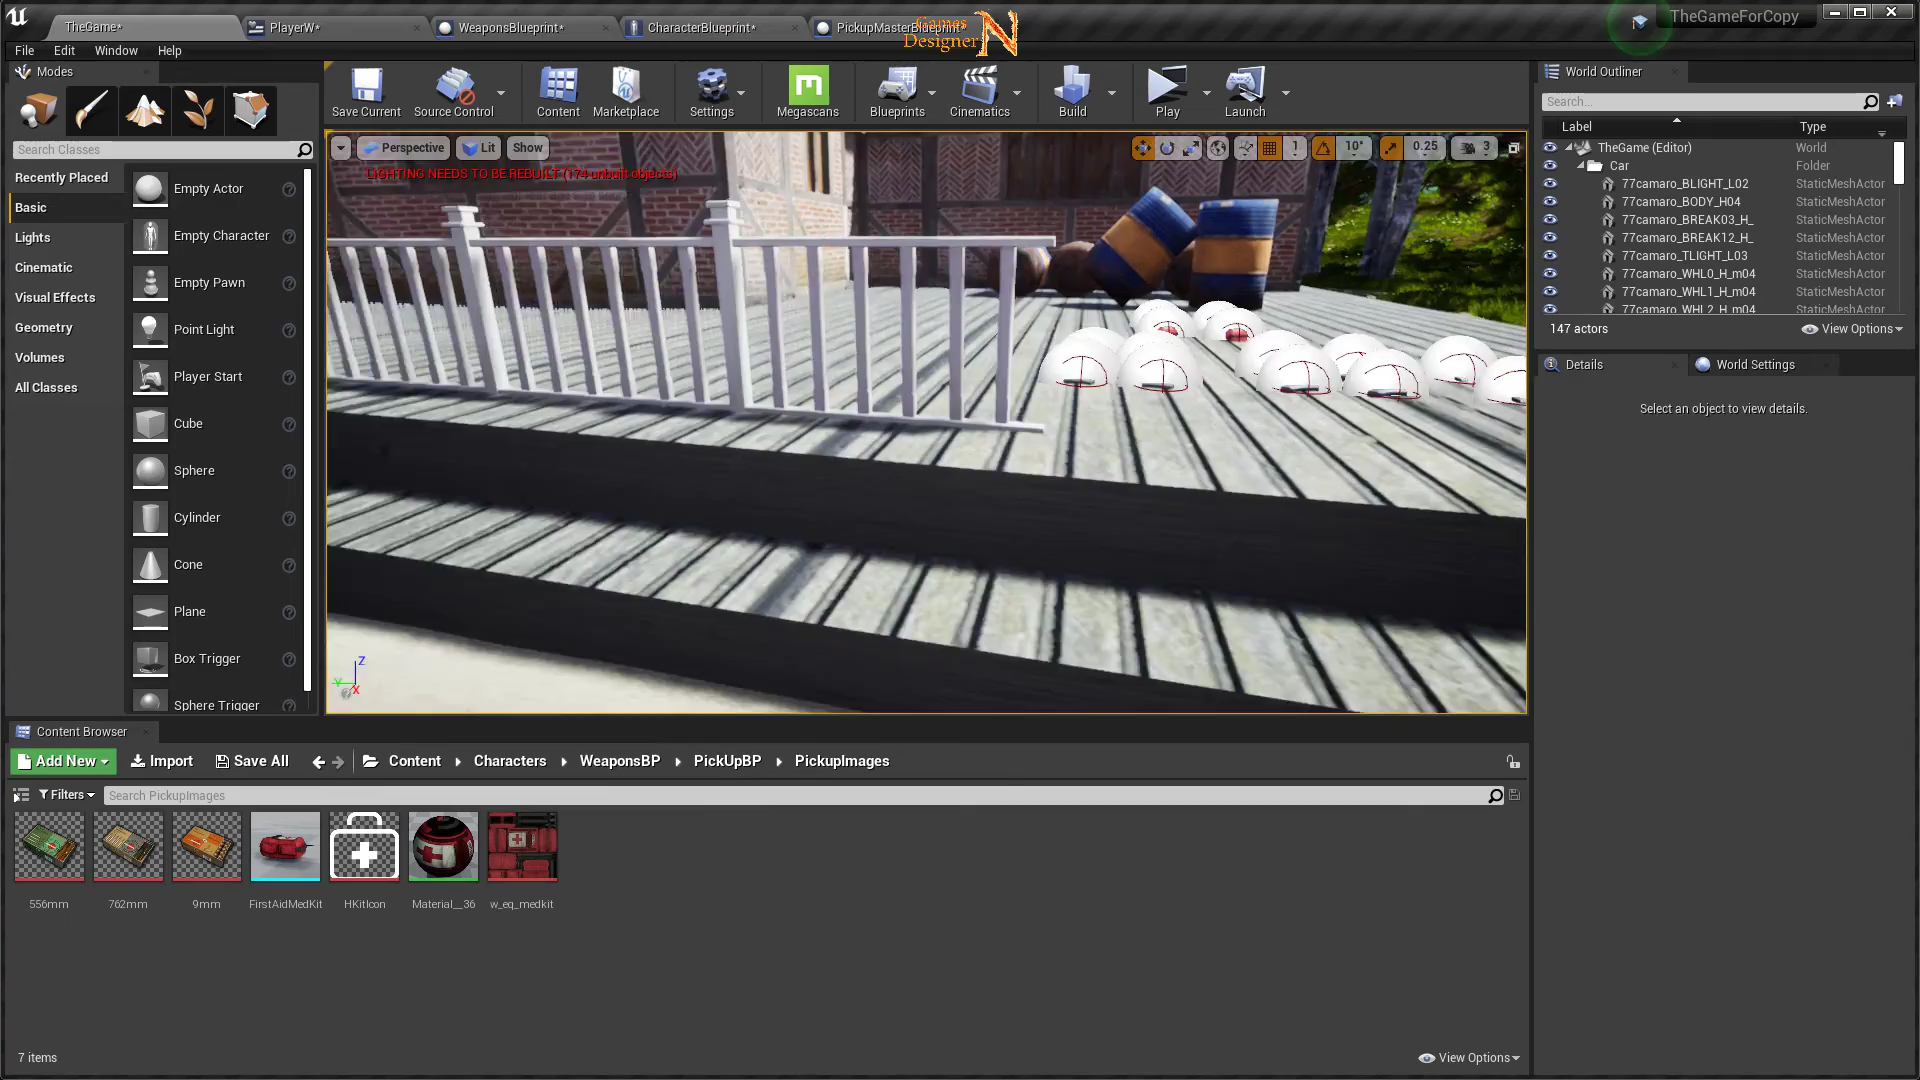 TheGame*
PlayerW*
WeaponsBlueprint*
CharacterBlueprint*
PickupMasterBlueprint*
Games
Designer
N
TheGameForCopy
File
Edit
Window
Help
Modes
Search Classes
Recently Placed
Basic
Lights
Cinematic
Visual Effects
Geometry
Volumes
All Classes
Empty Actor
Empty Character
Empty Pawn
Point Light
Player Start
Cube
Sphere
Cylinder
Cone
Plane
Box Trigger
Sphere Trigger
Save Current
Source Control
Content
Marketplace
Settings
Megascans
Blueprints
Cinematics
Build
Play
Launch
Perspective
Lit
Show
1
10°
0.25
3
LIGHTING NEEDS TO BE REBUILT (174 unbuilt objects)
Z
Y
X
World Outliner
Search...
Label
Type
TheGame (Editor) World
Car Folder
77camaro_BLIGHT_L02 StaticMeshActor
77camaro_BODY_H04 StaticMeshActor
77camaro_BREAK03_H_ StaticMeshActor
77camaro_BREAK12_H_ StaticMeshActor
77camaro_TLIGHT_L03 StaticMeshActor
77camaro_WHL0_H_m04 StaticMeshActor
77camaro_WHL1_H_m04 StaticMeshActor
77camaro_WHL2_H_m04 StaticMeshActor
147 actors
View Options
Details
World Settings
Select an object to view details.
Content Browser
Add New
Import
Save All
Content
Characters
WeaponsBP
PickUpBP
PickupImages
Filters
Search PickupImages
556mm
762mm
9mm
FirstAidMedKit
HKitIcon
Material__36
w_eq_medkit
7 items
View Options